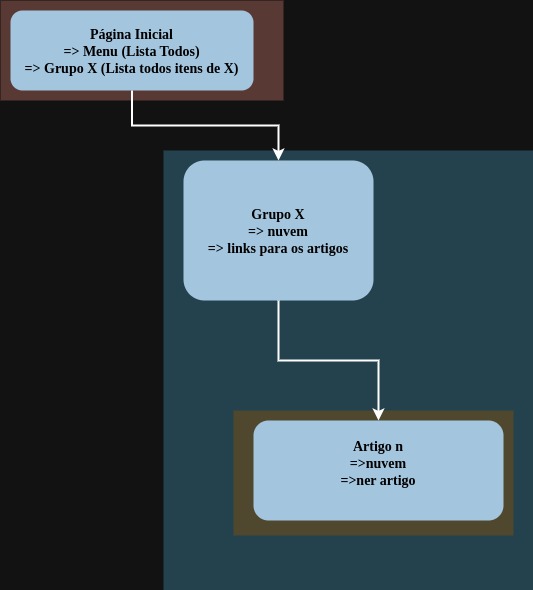 Página Inicial
=> Menu (Lista Todos)
=> Grupo X (Lista todos itens de X)
Grupo X
=> nuvem
=> links para os artigos
Artigo n
=>nuvem
=>ner artigo